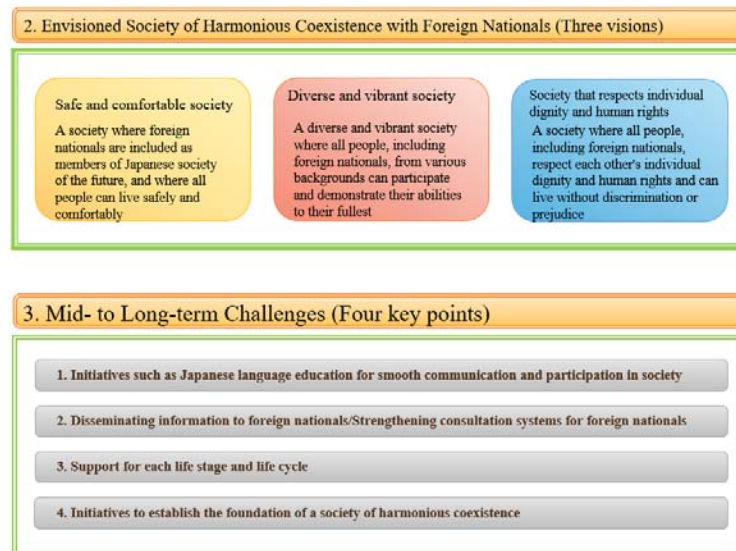 2. Envisioned Society of Harmonious Coexistence with Foreign Nationals (Three visions)
Safe and comfortable society
A society where foreign
nationals are included as
members of Japanese society
of the future, and where all
people can live safely and
comfortably
Diverse and vibrant society
A diverse and vibrant society
where all people, including
foreign nationals, from various
backgrounds can participate
and demonstrate their abilities
to their fullest
Society that respects individual
dignity and human rights
A society where all people,
including foreign nationals,
respect each other's individual
dignity and human rights and can
live without discrimination or
prejudice
3. Mid- to Long-term Challenges (Four key points)
1. Initiatives such as Japanese language education for smooth communication and participation in society
2. Disseminating information to foreign nationals/Strengthening consultation systems for foreign nationals
3. Support for each life stage and life cycle
4. Initiatives to establish the foundation of a society of harmonious coexistence